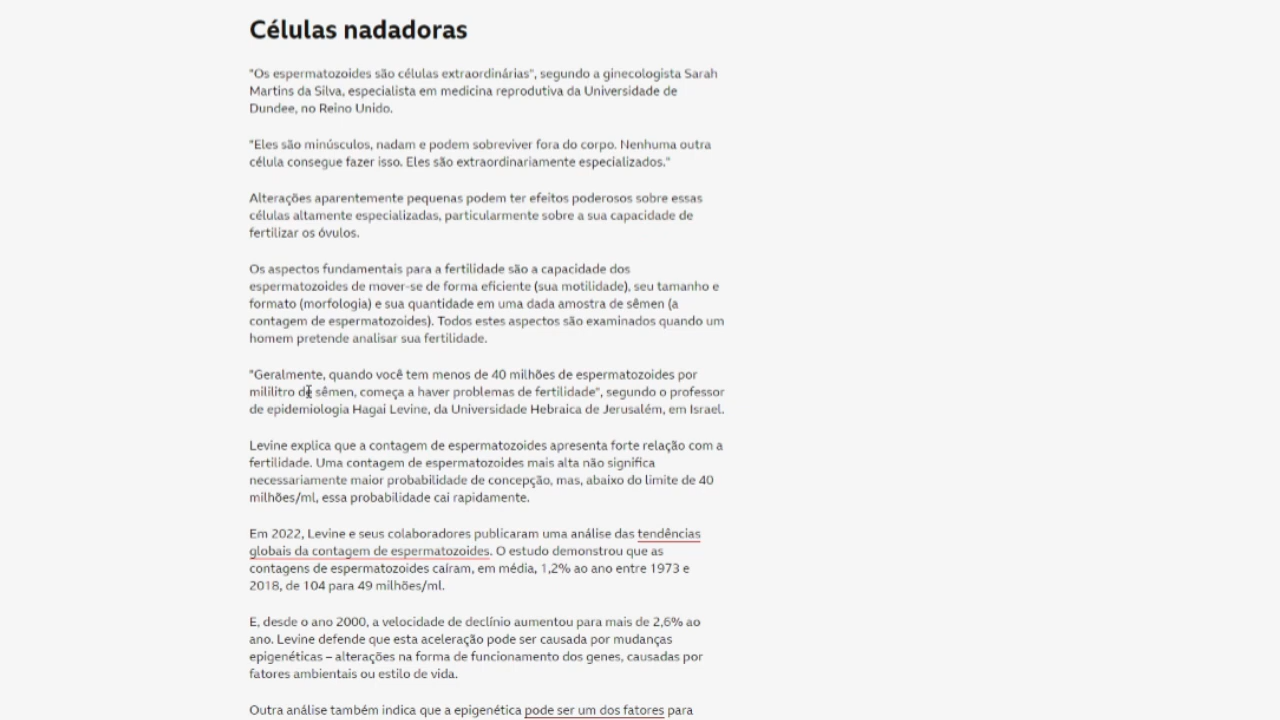 Células nadadoras
"Os espermatozoides são células extraordinárias", segundo a ginecologista Sarah
Martins da Silva, especialista em medicina reprodutiva da Universidade de
Dundee, no Reino Unido.
"Eles são minúsculos, nadam e podem sobreviver fora do corpo. Nenhuma outra
célula consegue fazer isso. Eles são extraordinariamente especializados."
Alterações aparentemente pequenas podem ter efeitos poderosos sobre essas
células altamente especializadas, particularmente sobre a sua capacidade de
fertilizar os óvulos.
Os aspectos fundamentais para a fertilidade são a capacidade dos
espermatozoides de mover-se de forma eficiente (sua motilidade), seu tamanho e
formato (morfologia) e sua quantidade em uma dada amostra de sêmen (a
contagem de espermatozoides). Todos estes aspectos são examinados quando um
homem pretende analisar sua fertilidade.
"Geralmente, quando você tem menos de 40 milhões de espermatozoides por
mililitro de sêmen, começa a haver problemas de fertilidade", segundo o professor
de epidemiologia Hagai Levine, da Universidade Hebraica de Jerusalém, em Israel.
Levine explica que a contagem de espermatozoides apresenta forte relação com a
fertilidade. Uma contagem de espermatozoides mais alta não significa
necessariamente maior probabilidade de concepção, mas, abaixo do limite de 40
milhões/ml, essa probabilidade cai rapidamente.
Em 2022, Levine e seus colaboradores publicaram uma análise das tendências
globais da contagem de espermatozoides. O estudo demonstrou que as
contagens de espermatozoides caíram, em média, 1,2% ao ano entre 1973 e
2018, de 104 para 49 milhões/ml.
E, desde o ano 2000, a velocidade de declínio aumentou para mais de 2,6% ao
ano. Levine defende que esta aceleração pode ser causada por mudanças
epigenéticas – alterações na forma de funcionamento dos genes, causadas por
fatores ambientais ou estilo de vida.
Outra análise também indica que a epigenética pode ser um dos fatores para